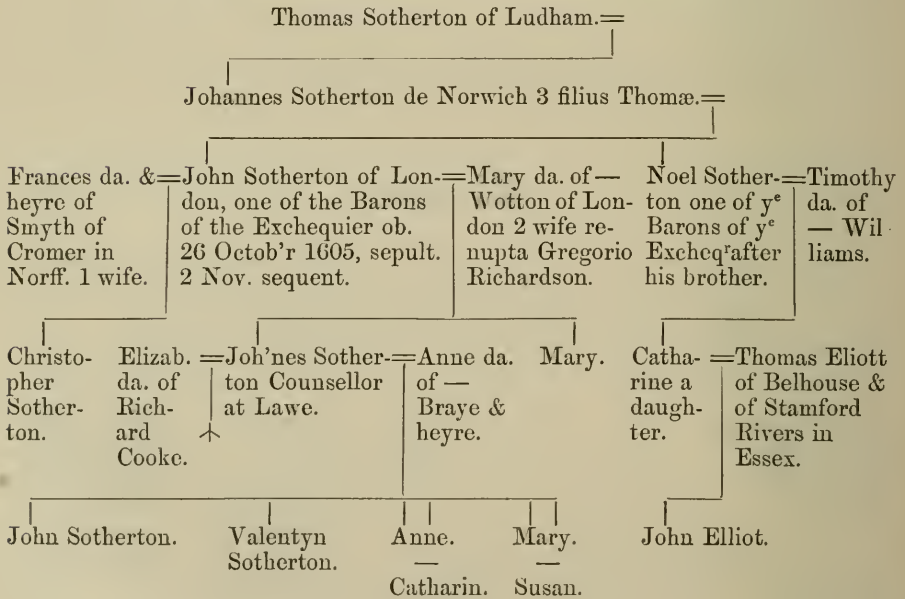 Thomas Sotherton of Ludham.=
Johannes Sotherton de Norwich 3 filius Thomæ.=
Frances da. &
heyre of
Smyth of
Cromer in
Norff. 1 wife.
=John Sotherton of Lon-
don, one of the Barons
of the Exchequier ob.
26 Octob'r 1605, sepult.
2 Nov. sequent.
=Mary da. of —
Wotton of Lon-
don 2 wife re-
nupta Gregorio
Richardson.
Noel Sother-
ton one of yᵉ
Barons of yᵉ
Excheqʳ after
his brother.
=Timothy
da. of
— Wil
liams.
Christo-
pher
Sother-
ton.
Elizab.
da. of
Rich-
ard
Cooke.
=Joh'nes Sother-
ton Counsellor
at Lawe.
=Anne da.
of —
Braye &
heyre.
Mary.
Catha-
rine a
daugh-
ter.
=Thomas Eliott
of Belhouse &
of Stamford
Rivers in
Essex.
John Sotherton.
Valentyn
Sotherton.
Anne.
—
Catharin.
Mary.
—
Susan.
John Elliot.